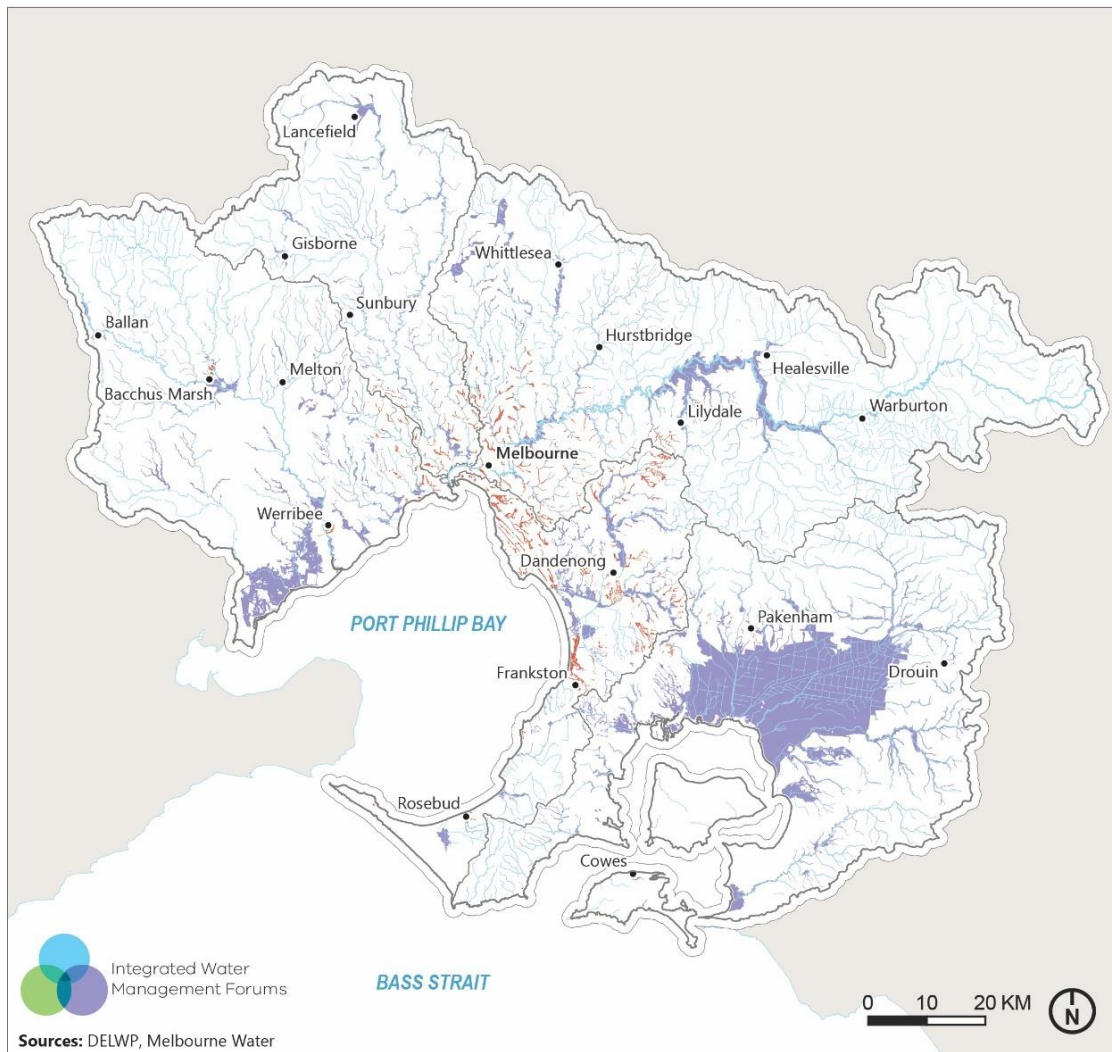 Lancefield
Gisborne
Whittlesea
Sunbury
Ballan
Hurstbridge
Healesville
Melton
Bacchus Marsh
Lilydale
Warburton
Melbourne
Werribee
Dandenong
PORT PHILLIP BAY
Pakenham
Frankston
Drouin
Rosebud
Cowes
Integrated Water
Management Forums
BASS STRAIT
0 10 20 KM
N
Sources: DELWP, Melbourne Water